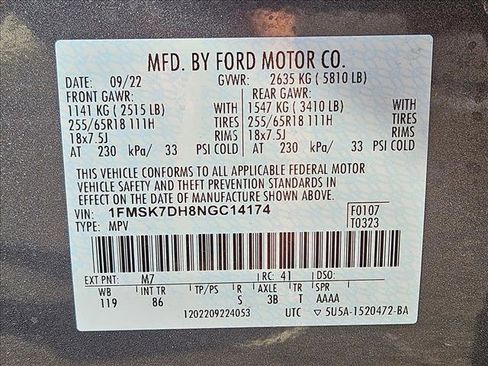 MFD. BY FORD MOTOR CO.
DATE: 09/22 GVWR: 2635 KG ( 5810 LB)
FRONT GAWR: REAR GAWR:
1141 KG ( 2515 LB) 1547 KG ( 3410 LB)
255/65R18 111H TIRES 255/65R18 111H TIRES
18x7.5J RIMS 18x7.5J RIMS
AT 230 kPa/ 33 PSI COLD AT 230 kPa/ 33 PSI COLD
THIS VEHICLE CONFORMS TO ALL APPLICABLE FEDERAL MOTOR
VEHICLE SAFETY AND THEFT PREVENTION STANDARDS IN
EFFECT ON THE DATE OF MANUFACTURE SHOWN ABOVE.
VIN: 1FMSK7DH8NGC14174 F0107
TYPE: MPV T0323
EXT PNT: M7 RC: 41 DSO:
WB INT TR TP/PS R AXLE TR SPR
119 86 S 3B T AAAA
1202209224053 UTC ▽ 5U5A-1520472-BA